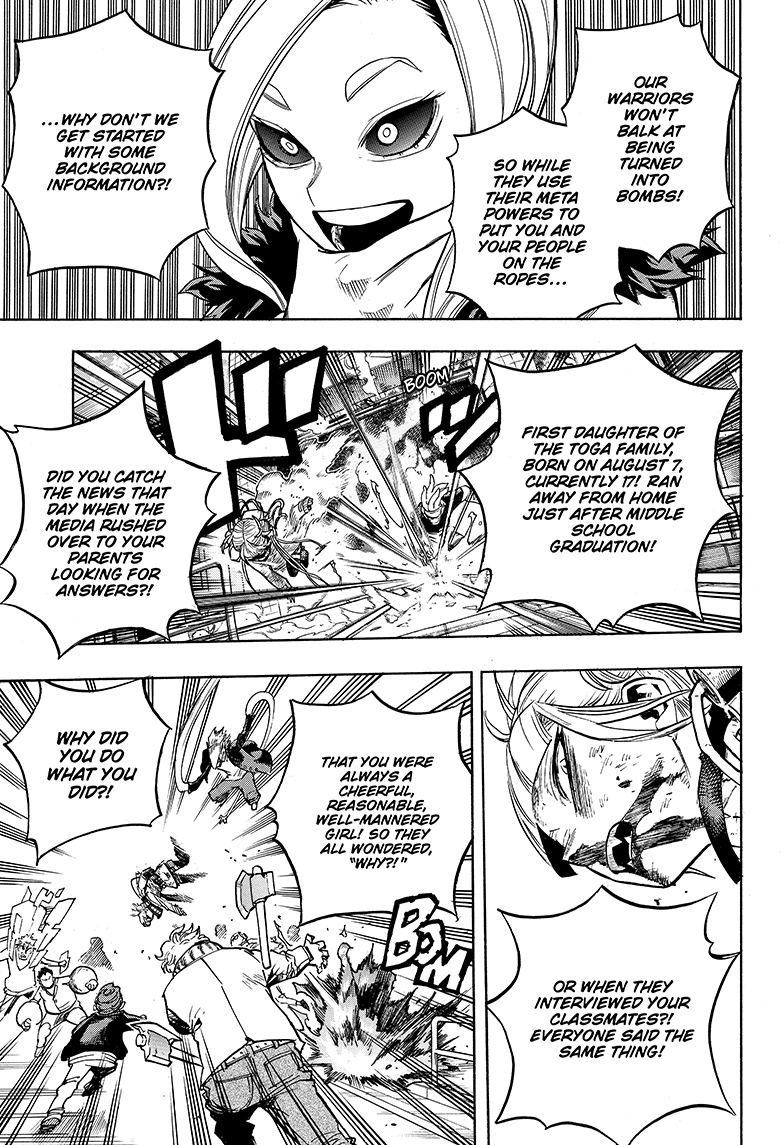 OUR
WARRIORS
WON'T
BALK AT
BEING
TURNED
INTO
BOMBS!
SO WHILE
THEY USE
THEIR META
POWERS TO
PUT YOU AND
YOUR PEOPLE
ON THE
ROPES...
...WHY DON'T WE
GET STARTED
WITH SOME
BACKGROUND
INFORMATION?!
FIRST DAUGHTER OF
THE TOGA FAMILY,
BORN ON AUGUST 7,
CURRENTLY 17! RAN
AWAY FROM HOME
JUST AFTER MIDDLE
SCHOOL
GRADUATION!
BOOM
ドド
DID YOU CATCH
THE NEWS THAT
DAY WHEN THE
MEDIA RUSHED
OVER TO YOUR
PARENTS
LOOKING FOR
ANSWERS?!
OR WHEN THEY
INTERVIEWED YOUR
CLASSMATES?!
EVERYONE SAID THE
SAME THING!
THAT YOU WERE
ALWAYS A
CHEERFUL,
REASONABLE,
WELL-MANNERED
GIRL! SO THEY
ALL WONDERED,
"WHY?!"
BOOM
WHY DID
YOU DO
WHAT YOU
DID?!